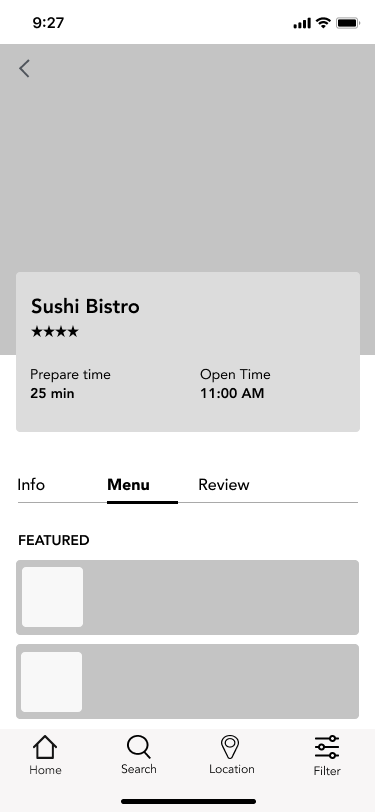 9:27
Sushi Bistro
★★★★
Prepare time Open Time
25 min 11:00 AM
Info Menu Review
FEATURED
Home Search Location Filter